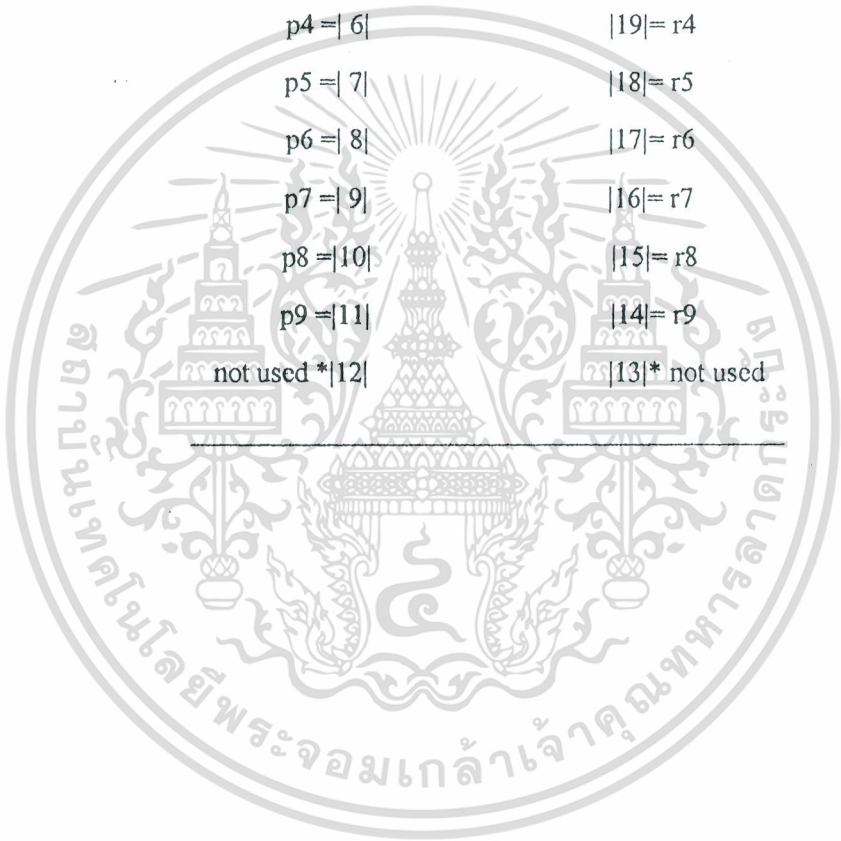 p4 =| 6| |19|= r4
p5 =| 7| |18|= r5
p6 =| 8| |17|= r6
p7 =| 9| |16|= r7
p8 =|10| |15|= r8
p9 =|11| |14|= r9
not used *|12| |13|* not used
สถาบันเทคโนโลยีพระจอมเกล้าเจ้าคุณทหารลาดกระบัง